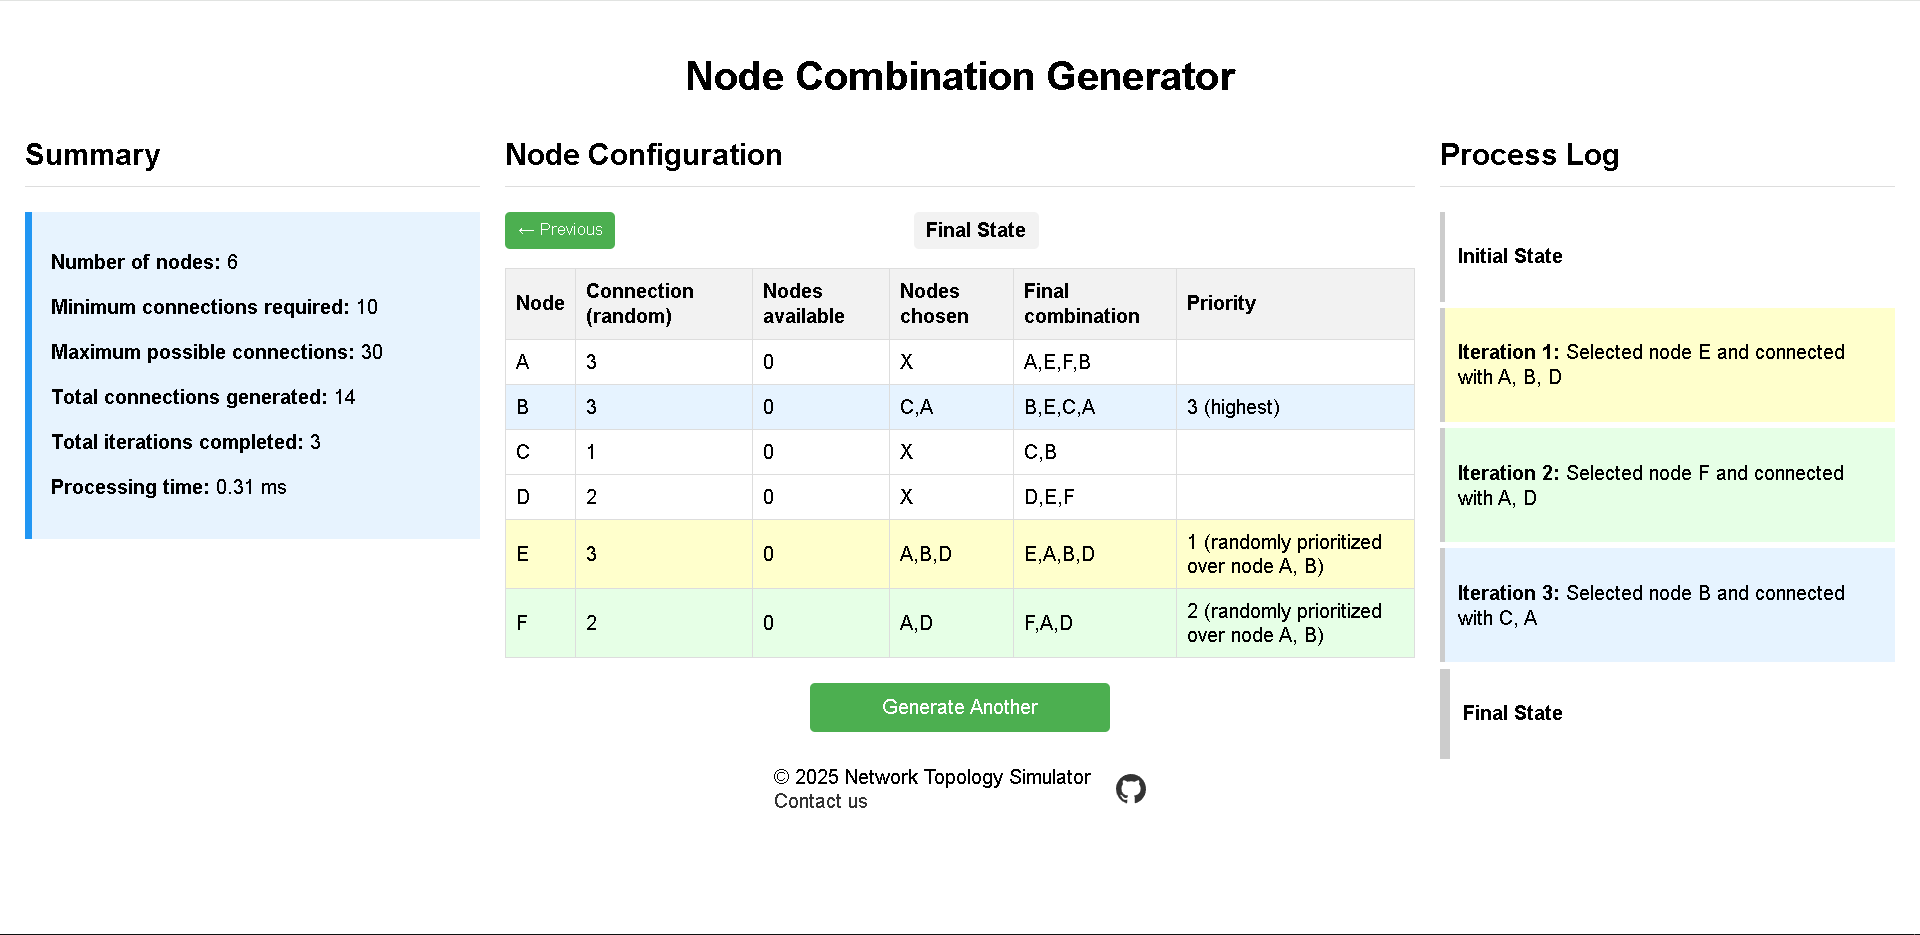 Node Combination Generator
Summary
Number of nodes: 6
Minimum connections required: 10
Maximum possible connections: 30
Total connections generated: 14
Total iterations completed: 3
Processing time: 0.31 ms
Node Configuration
← Previous
Final State
Node Connection (random) Nodes available Nodes chosen Final combination Priority
A 3 0 X A,E,F,B
B 3 0 C,A B,E,C,A 3 (highest)
C 1 0 X C,B
D 2 0 X D,E,F
E 3 0 A,B,D E,A,B,D 1 (randomly prioritized over node A, B)
F 2 0 A,D F,A,D 2 (randomly prioritized over node A, B)
Generate Another
© 2025 Network Topology Simulator
Contact us
Process Log
Initial State
Iteration 1: Selected node E and connected
with A, B, D
Iteration 2: Selected node F and connected
with A, D
Iteration 3: Selected node B and connected
with C, A
Final State